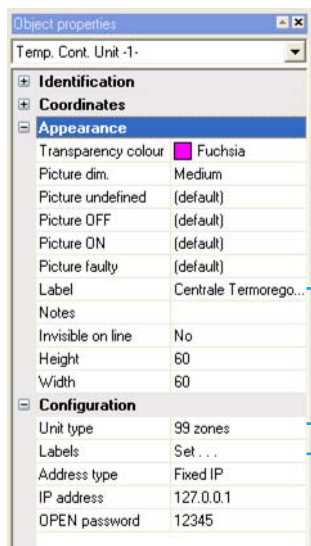 Object properties
Temp. Cont. Unit -1-
Identification
Coordinates
Appearance
Transparency colour Fuchsia
Picture dim. Medium
Picture undefined (default)
Picture OFF (default)
Picture ON (default)
Picture faulty (default)
Label Centrale Termorego...
Notes
Invisible on line No
Height 60
Width 60
Configuration
Unit type 99 zones
Labels Set . . .
Address type Fixed IP
IP address 127.0.0.1
OPEN password 12345